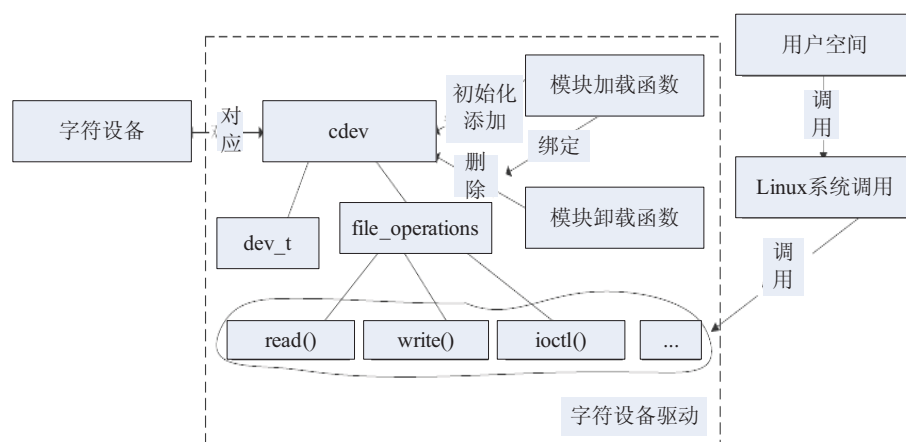 用户空间
模块加载函数
初始化
添加
调
用
对
应
字符设备
cdev
绑定
删
除
Linux系统调用
模块卸载函数
dev_t
file_operations
调
用
read()
write()
ioctl()
...
字符设备驱动